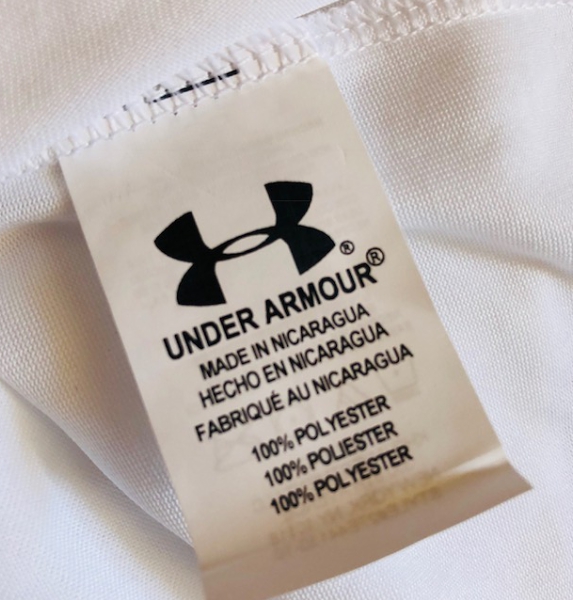 ®
UNDER ARMOUR®
MADE IN NICARAGUA
HECHO EN NICARAGUA
FABRIQUÉ AU NICARAGUA
100% POLYESTER
100% POLIESTER
100% POLYESTER